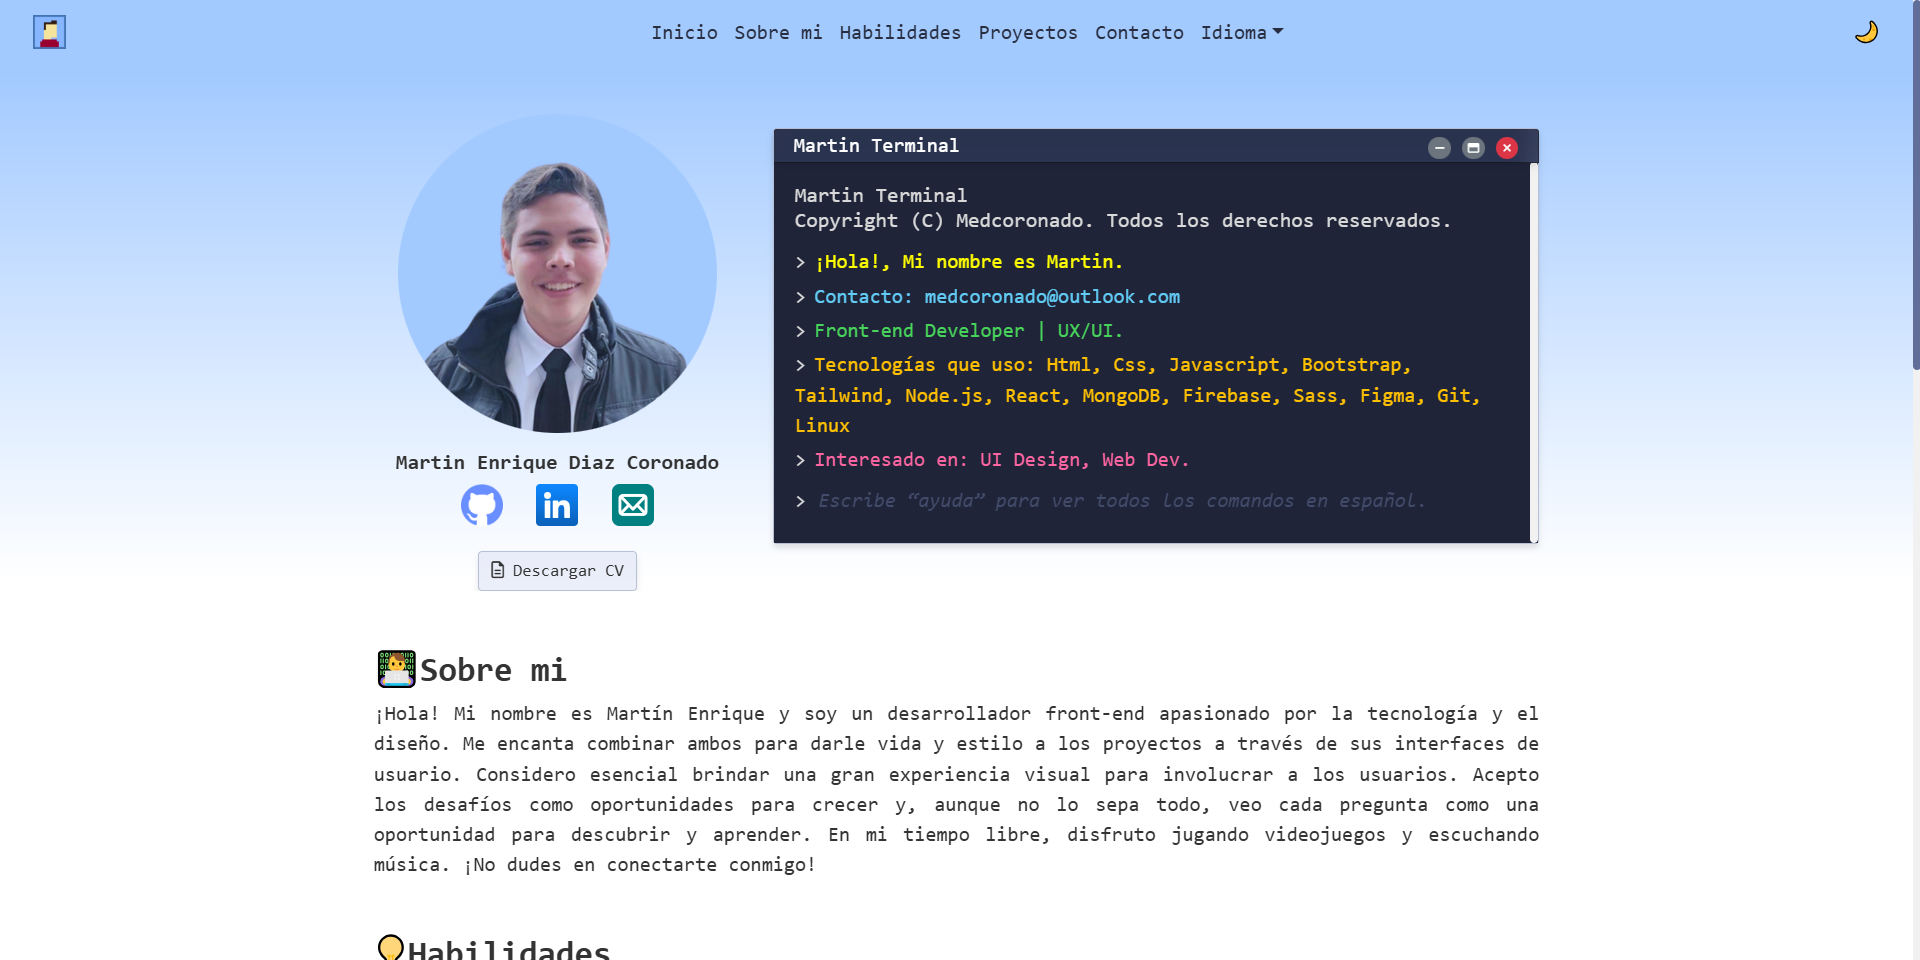 Inicio Sobre mi Habilidades Proyectos Contacto Idioma
Martin Terminal
Martin Terminal
Copyright (C) Medcoronado. Todos los derechos reservados.
> ¡Hola!, Mi nombre es Martin.
> Contacto: medcoronado@outlook.com
> Front-end Developer | UX/UI.
> Tecnologías que uso: Html, Css, Javascript, Bootstrap,
Tailwind, Node.js, React, MongoDB, Firebase, Sass, Figma, Git,
Linux
> Interesado en: UI Design, Web Dev.
> Escribe “ayuda” para ver todos los comandos en español.
Martin Enrique Diaz Coronado
in
Descargar CV
Sobre mi
¡Hola! Mi nombre es Martín Enrique y soy un desarrollador front-end apasionado por la tecnología y el
diseño. Me encanta combinar ambos para darle vida y estilo a los proyectos a través de sus interfaces de
usuario. Considero esencial brindar una gran experiencia visual para involucrar a los usuarios. Acepto
los desafíos como oportunidades para crecer y, aunque no lo sepa todo, veo cada pregunta como una
oportunidad para descubrir y aprender. En mi tiempo libre, disfruto jugando videojuegos y escuchando
música. ¡No dudes en conectarte conmigo!
Habilidades